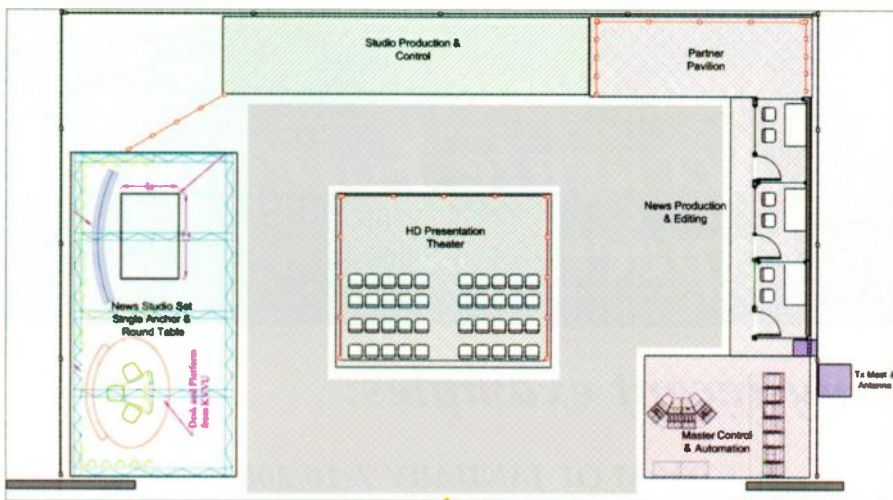 Studio Production &
Control
Partner
Pavilion
HD Presentation
Theater
News Production
& Editing
News Studio Set
Single Anchor &
Round Table
Desk and Platform
from KVVU
Master Control
& Automation
Tx Mast &
Antenna